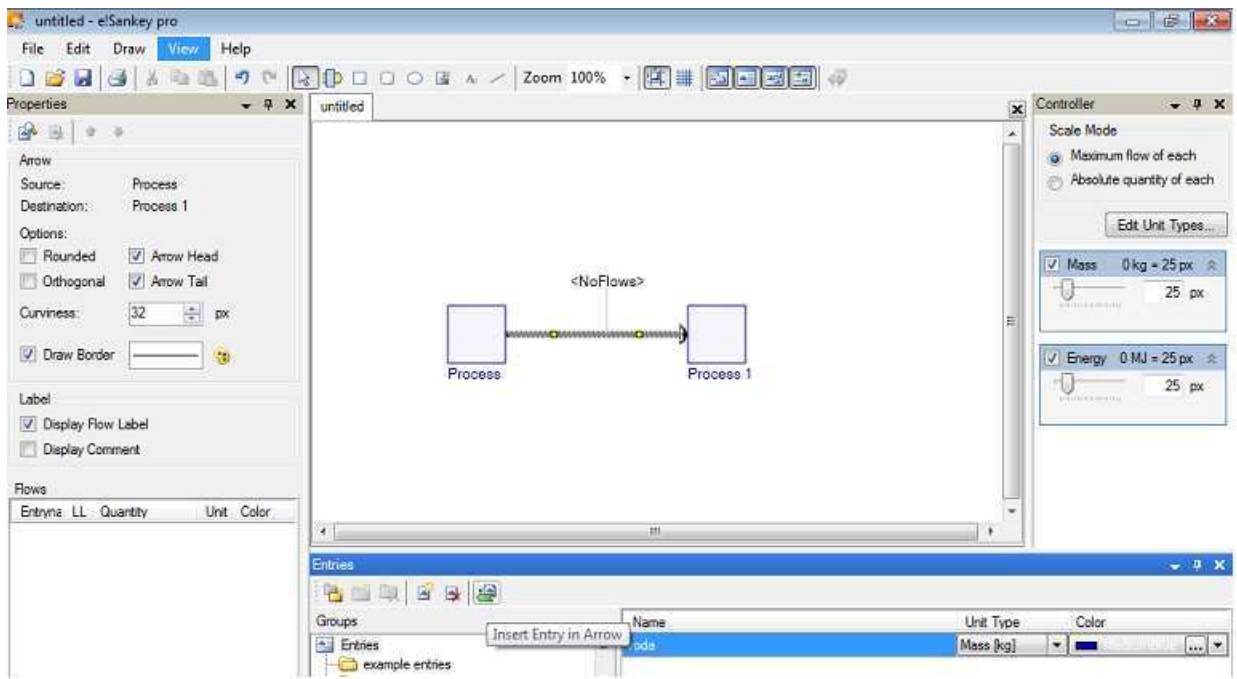 untitled - e!Sankey pro
File Edit Draw View Help
Zoom 100%
Properties
Arrow
Source: Process
Destination: Process 1
Options:
Rounded Arrow Head
Orthogonal Arrow Tail
Curviness: 32 px
Draw Border
Label
Display Flow Label
Display Comment
Flows
Entryna LL Quantity Unit Color
untitled
<NoFlows>
Process Process 1
Controller
Scale Mode
Maximum flow of each
Absolute quantity of each
Edit Unit Types...
Mass 0 kg = 25 px
25 px
Energy 0 MJ = 25 px
25 px
Entries
Groups Name Unit Type Color
Insert Entry in Arrow
Entries Mass [kg] ...
example entries